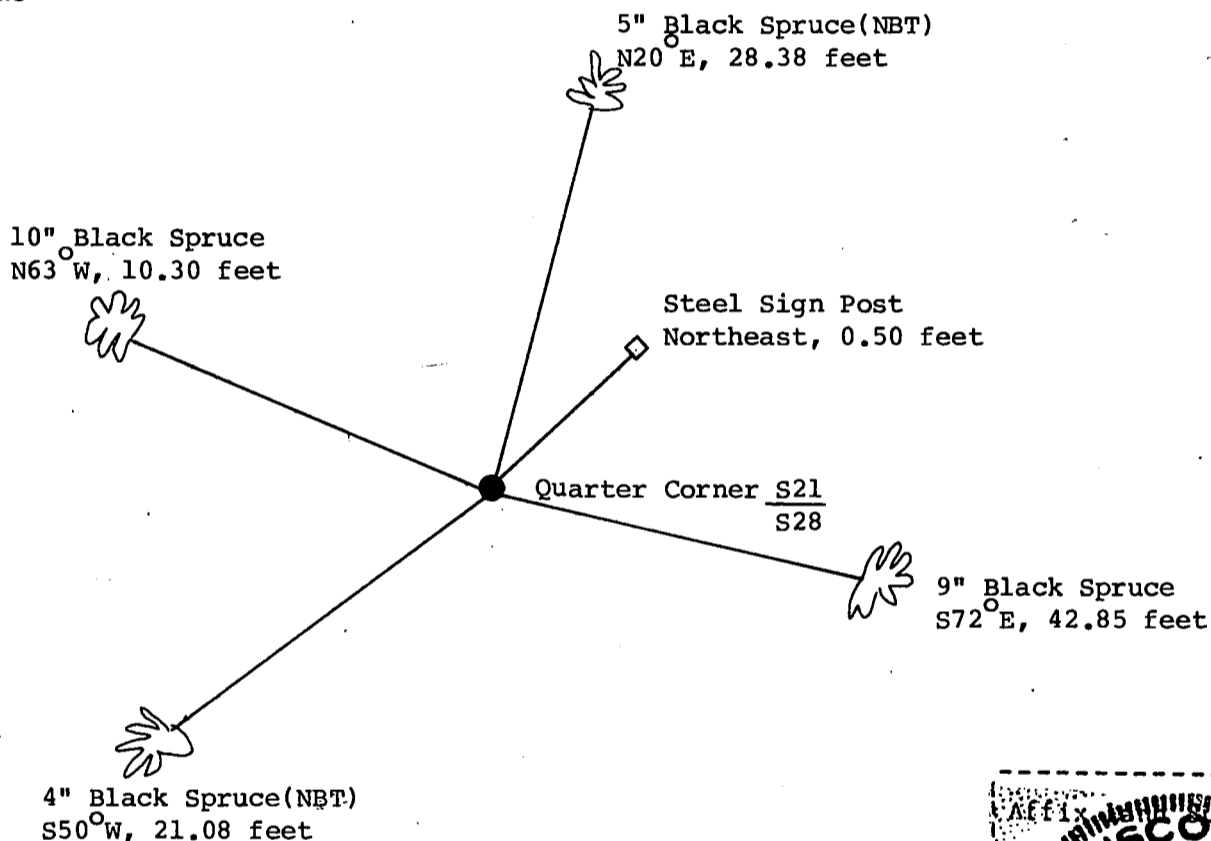 5" Black Spruce(NBT)
N20°E, 28.38 feet
10" Black Spruce
N63°W, 10.30 feet
Steel Sign Post
Northeast, 0.50 feet
Quarter Corner S21
S28
9" Black Spruce
S72°E, 42.85 feet
4" Black Spruce(NBT)
S50°W, 21.08 feet
Affix